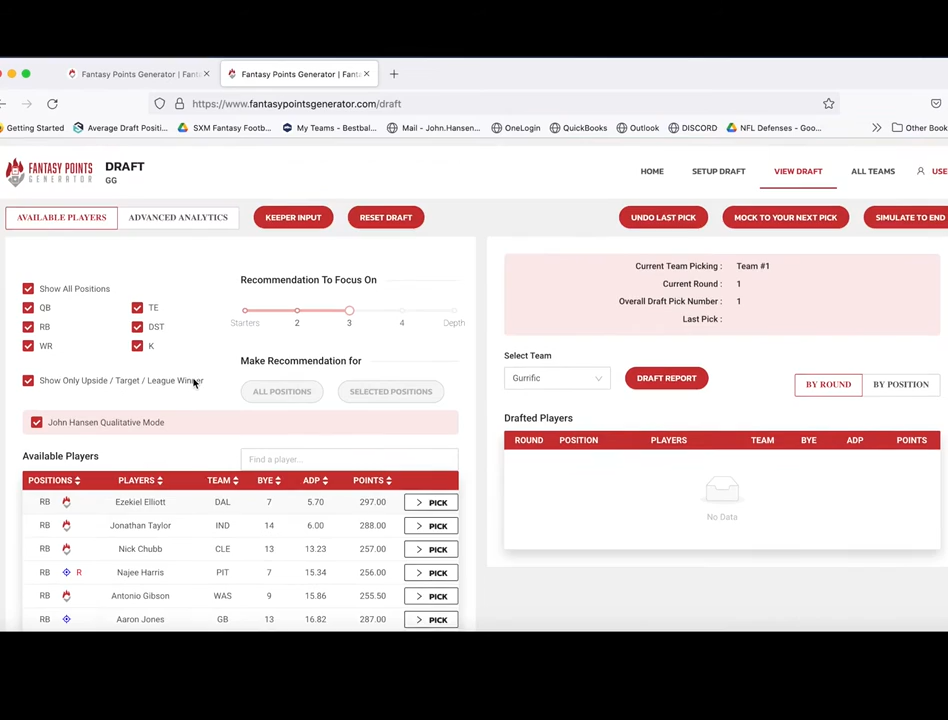 Fantasy Points Generator | Fant
Fantasy Points Generator | Fanta
https://www.fantasypointsgenerator.com/draft
Getting Started
Average Draft Positi...
SXM Fantasy Footb...
My Teams - Bestbal...
Mail - John.Hansen...
OneLogin
QuickBooks
Outlook
DISCORD
NFL Defenses - Goo...
Other Book
FANTASY POINTS
GENERATOR
DRAFT
GG
HOME
SETUP DRAFT
VIEW DRAFT
ALL TEAMS
USE
AVAILABLE PLAYERS
ADVANCED ANALYTICS
KEEPER INPUT
RESET DRAFT
UNDO LAST PICK
MOCK TO YOUR NEXT PICK
SIMULATE TO END
Show All Positions
QB TE
RB DST
WR K
Show Only Upside / Target / League Winner
Recommendation To Focus On
Starters 2 3 4 Depth
Make Recommendation for
ALL POSITIONS
SELECTED POSITIONS
John Hansen Qualitative Mode
Available Players
Find a player...
POSITIONS PLAYERS TEAM BYE ADP POINTS
RB Ezekiel Elliott DAL 7 5.70 297.00 > PICK
RB Jonathan Taylor IND 14 6.00 288.00 > PICK
RB Nick Chubb CLE 13 13.23 257.00 > PICK
RB R Najee Harris PIT 7 15.34 256.00 > PICK
RB Antonio Gibson WAS 9 15.86 255.50 > PICK
RB Aaron Jones GB 13 16.82 287.00 > PICK
Current Team Picking : Team #1
Current Round : 1
Overall Draft Pick Number : 1
Last Pick :
Select Team
Gurrific
DRAFT REPORT
BY ROUND
BY POSITION
Drafted Players
ROUND POSITION PLAYERS TEAM BYE ADP POINTS
No Data